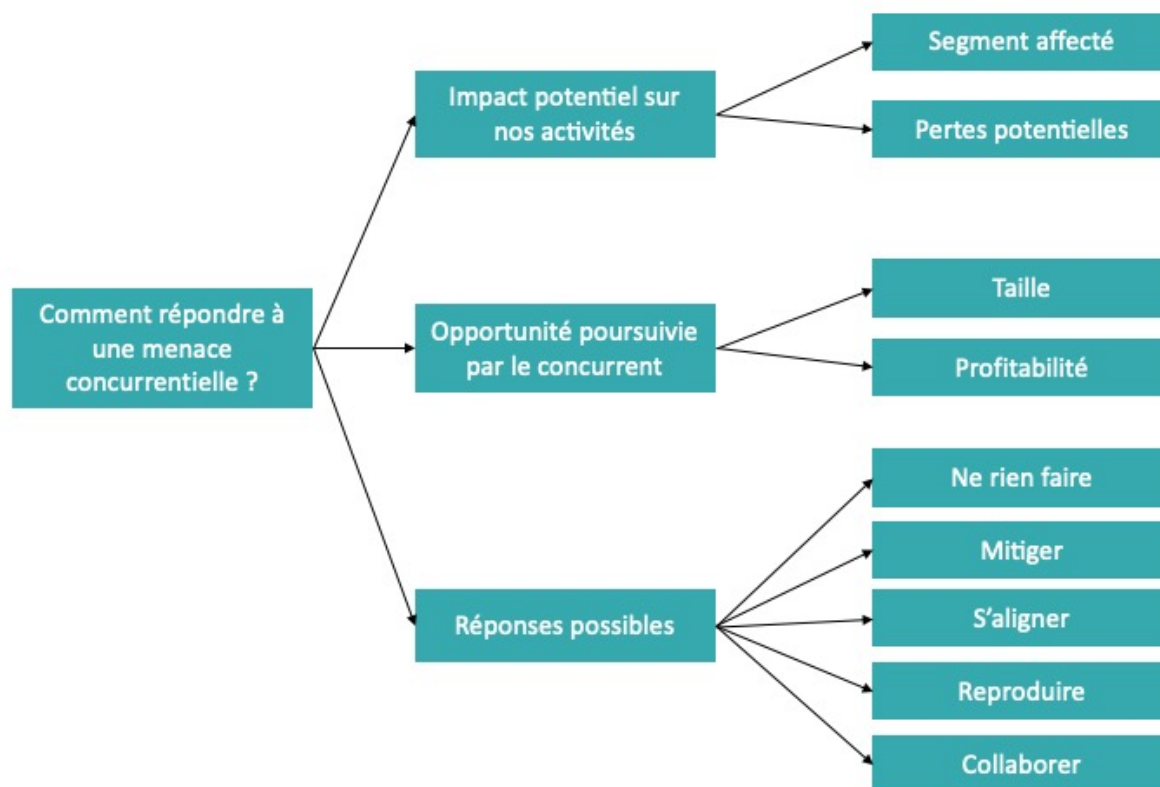 Comment répondre à
une menace
concurrentielle ?
Impact potentiel sur
nos activités
Segment affecté
Pertes potentielles
Opportunité poursuivie
par le concurrent
Taille
Profitabilité
Réponses possibles
Ne rien faire
Mitiger
S’aligner
Reproduire
Collaborer